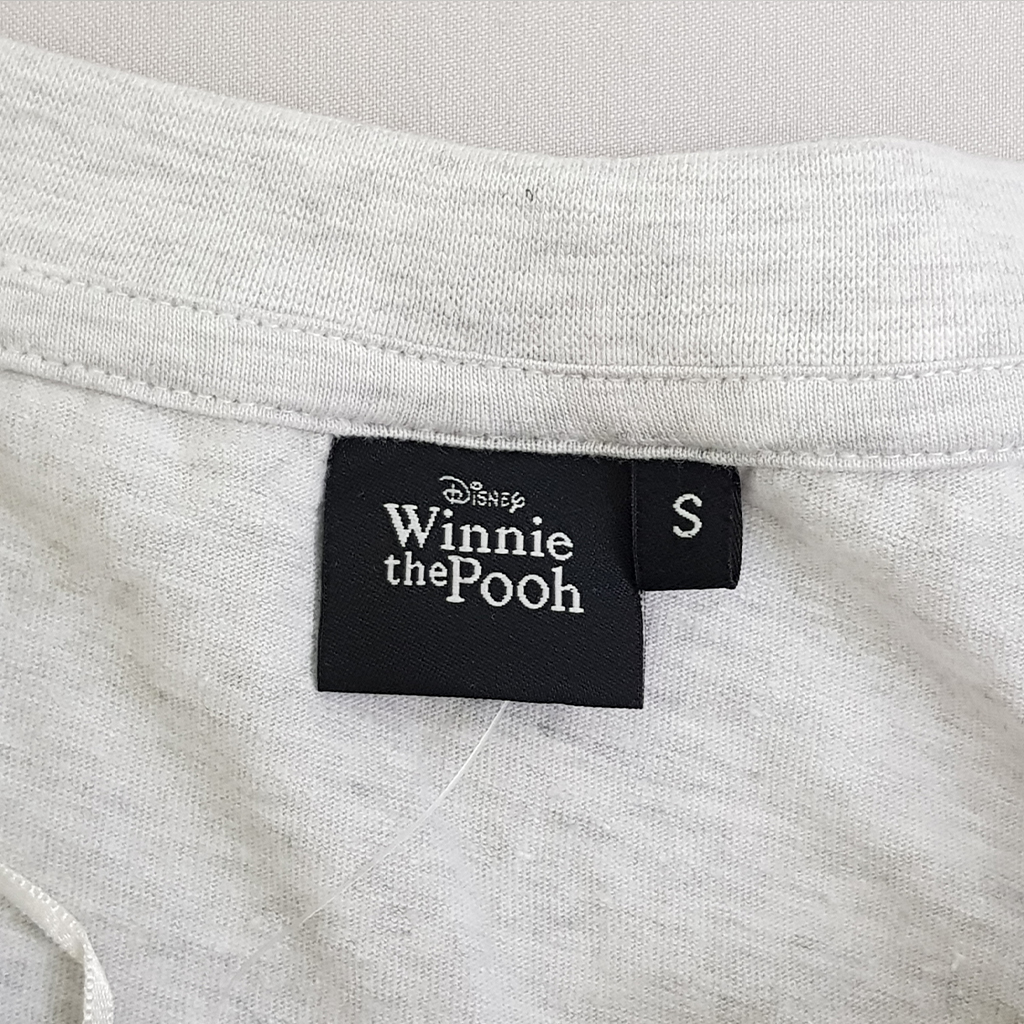 Disney
Winnie
the Pooh
S